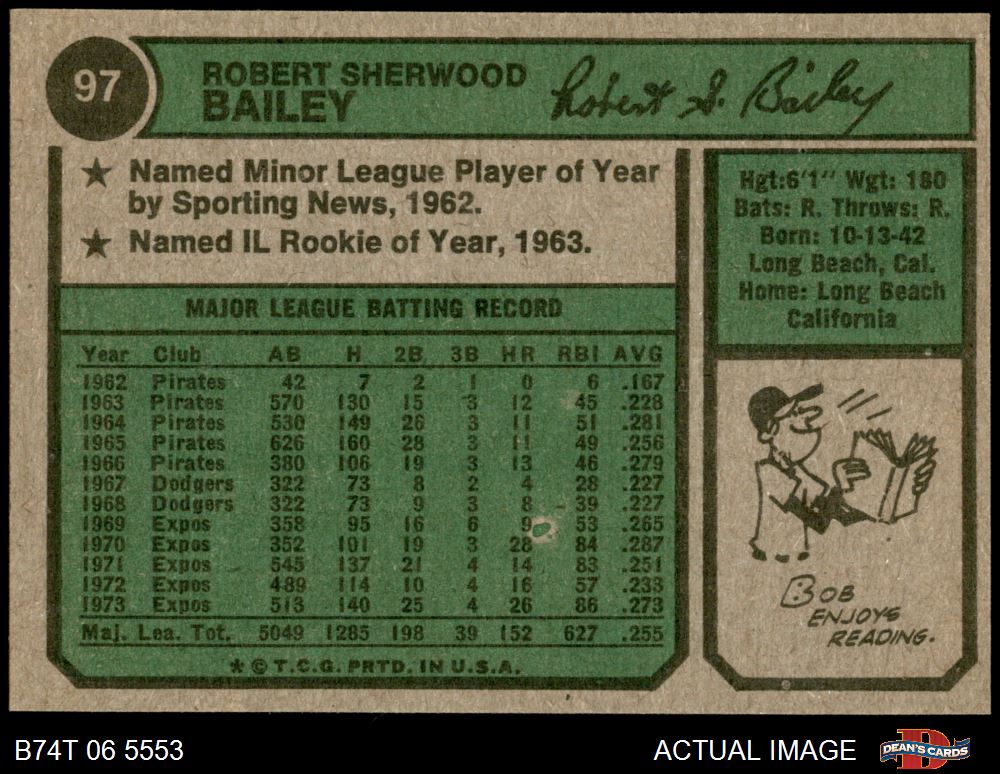 97
ROBERT SHERWOOD
BAILEY
Robert S. Bailey
★ Named Minor League Player of Year
by Sporting News, 1962.
★ Named IL Rookie of Year, 1963.
MAJOR LEAGUE BATTING RECORD
Year Club AB H 2B 3B HR RBI AVG
1962 Pirates 42 7 2 1 0 6 .167
1963 Pirates 570 130 15 3 12 45 .228
1964 Pirates 530 149 26 3 11 51 .281
1965 Pirates 626 160 28 3 11 49 .256
1966 Pirates 380 106 19 3 13 46 .279
1967 Dodgers 322 73 8 2 4 28 .227
1968 Dodgers 322 73 9 3 8 39 .227
1969 Expos 358 95 16 6 9 53 .265
1970 Expos 352 101 19 3 28 84 .287
1971 Expos 545 137 21 4 14 83 .251
1972 Expos 489 114 10 4 16 57 .233
1973 Expos 513 140 25 4 26 86 .273
Maj. Lea. Tot. 5049 1285 198 39 152 627 .255
★ © T.C.G. PRTD. IN U.S.A.
Hgt:6'1" Wgt: 180
Bats: R. Throws: R.
Born: 10-13-42
Long Beach, Cal.
Home: Long Beach
California
BOB
ENJOYS
READING.
B74T 06 5553
ACTUAL IMAGE
DEAN'S CARDS